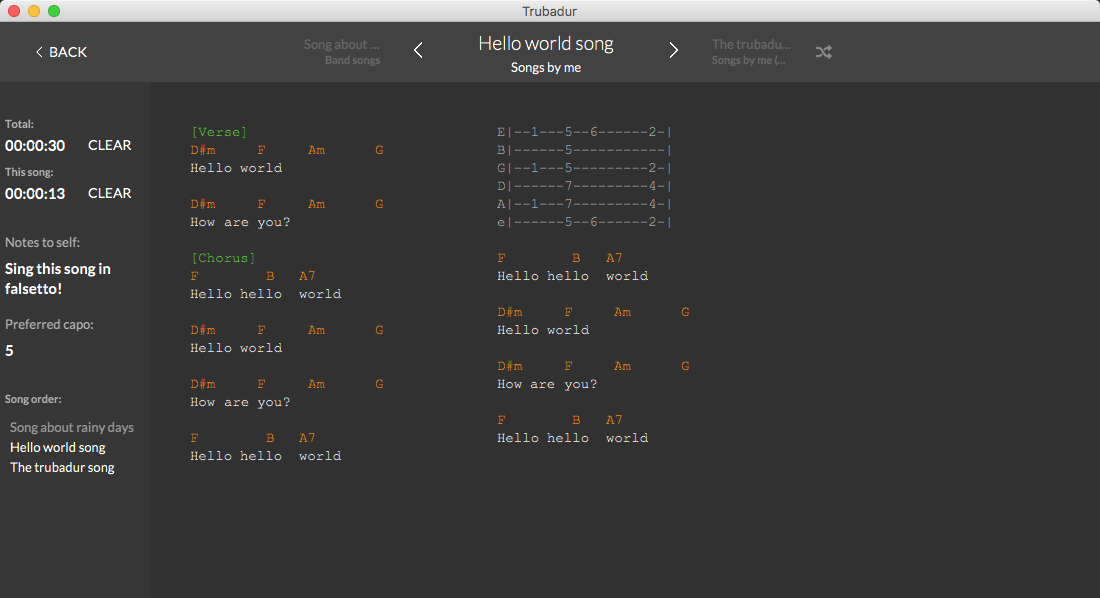 Trubadur
BACK
Song about ...
Band songs
Hello world song
Songs by me
The trubadu...
Songs by me (...
Total:
00:00:30 CLEAR
This song:
00:00:13 CLEAR
Notes to self:
Sing this song in
falsetto!
Preferred capo:
5
Song order:
Song about rainy days
Hello world song
The trubadur song
[Verse]
D#m     F     Am      G
Hello world
D#m     F     Am      G
How are you?
[Chorus]
F        B   A7
Hello hello  world
D#m     F     Am      G
Hello world
D#m     F     Am      G
How are you?
F        B   A7
Hello hello  world
E|--1---5--6------2-|
B|------5-----------|
G|--1---5---------2-|
D|------7---------4-|
A|--1---7---------4-|
e|------5--6------2-|
F        B   A7
Hello hello  world
D#m     F     Am      G
Hello world
D#m     F     Am      G
How are you?
F        B   A7
Hello hello  world